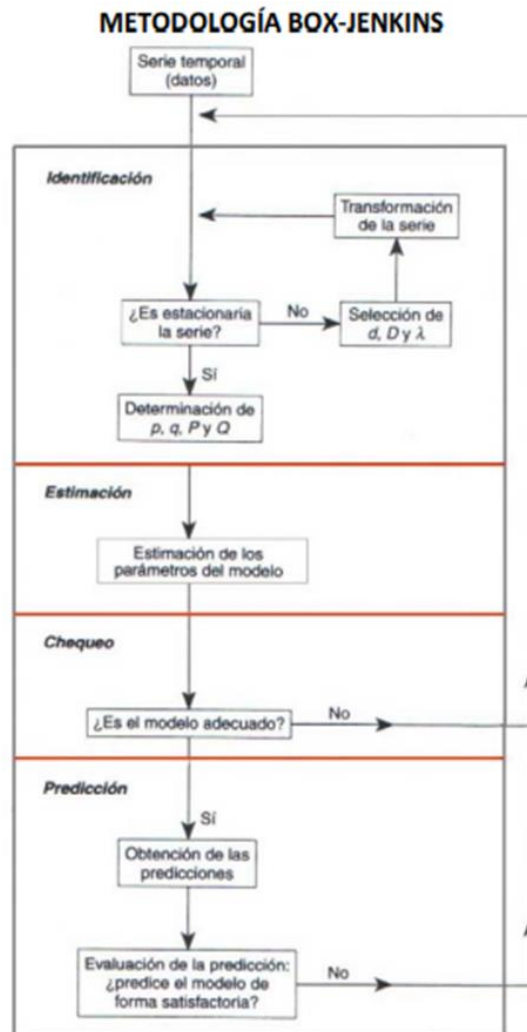 METODOLOGÍA BOX-JENKINS
Serie temporal
(datos)
Identificación
Transformación
de la serie
¿Es estacionaria
la serie?
No
Selección de
d, D y λ
Sí
Determinación de
p, q, P y Q
Estimación
Estimación de los
parámetros del modelo
Chequeo
¿Es el modelo adecuado?
No
Predicción
Sí
Obtención de las
predicciones
Evaluación de la predicción:
¿predice el modelo de
forma satisfactoria?
No